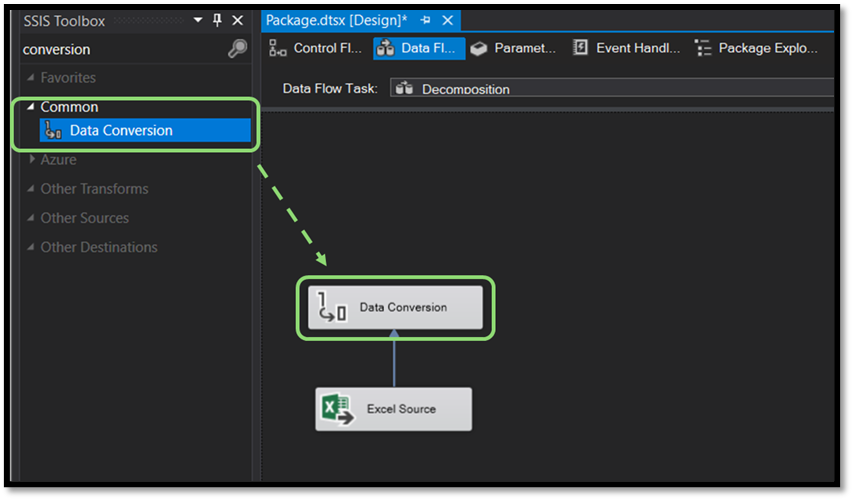 SSIS Toolbox
conversion
Favorites
Common
Data Conversion
Azure
Other Transforms
Other Sources
Other Destinations
Package.dtsx [Design]*
Control Fl... Data Fl... Paramet... Event Handl... Package Explo...
Data Flow Task: Decomposition
Data Conversion
Excel Source